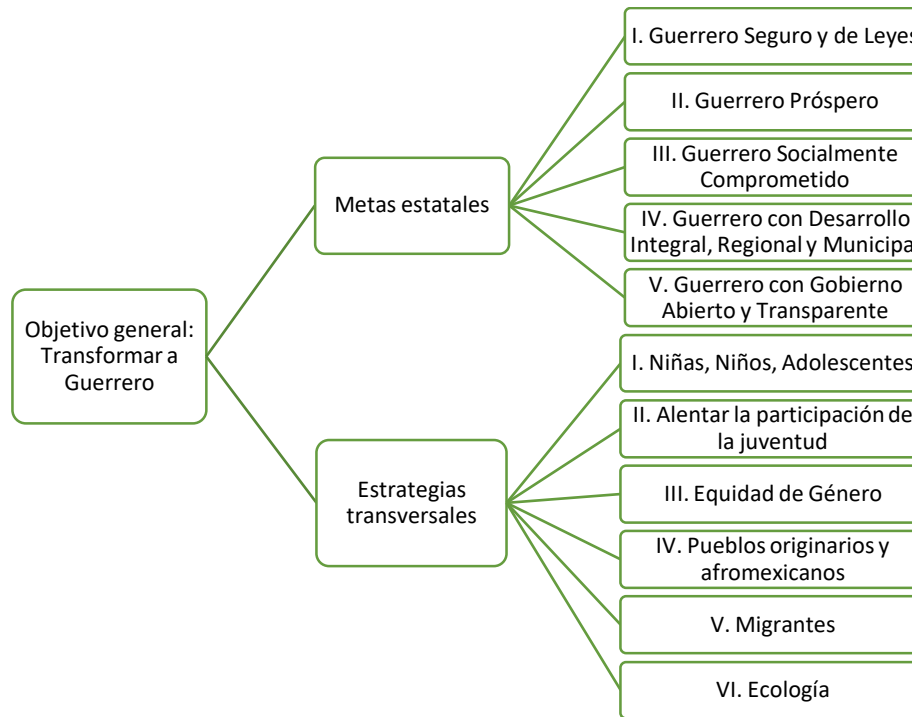 Objetivo general:
Transformar a
Guerrero
Metas estatales
I. Guerrero Seguro y de Leyes
II. Guerrero Próspero
III. Guerrero Socialmente
Comprometido
IV. Guerrero con Desarrollo
Integral, Regional y Municipa
V. Guerrero con Gobierno
Abierto y Transparente
Estrategias
transversales
I. Niñas, Niños, Adolescentes
II. Alentar la participación de
la juventud
III. Equidad de Género
IV. Pueblos originarios y
afromexicanos
V. Migrantes
VI. Ecología